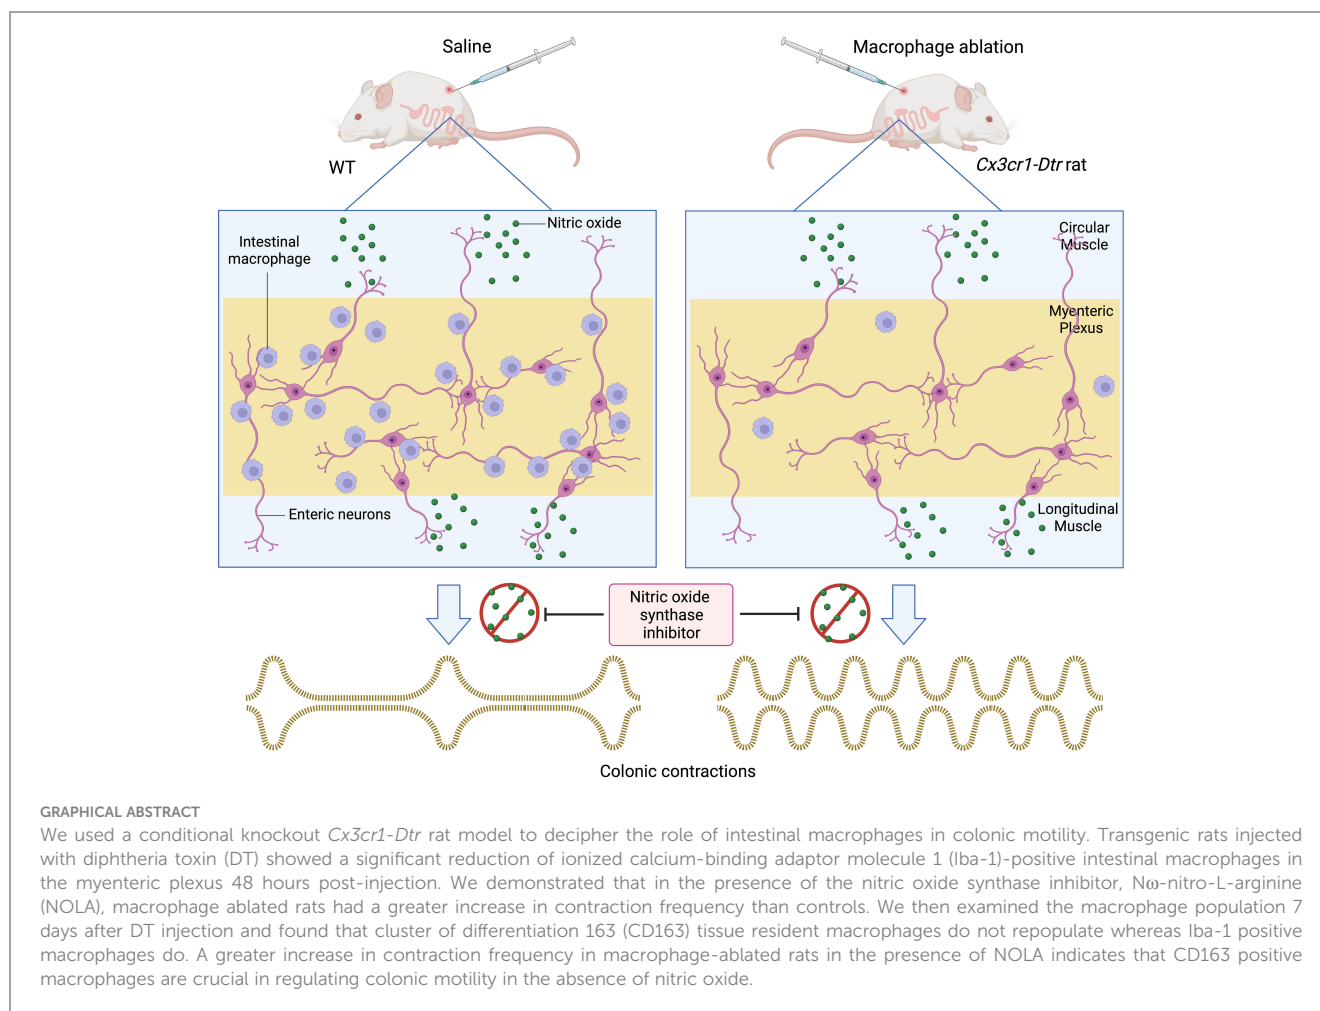 Saline
Macrophage ablation
WT
Cx3cr1-Dtr rat
Nitric oxide
Intestinal
macrophage
Enteric neurons
Circular
Muscle
Myenteric
Plexus
Longitudinal
Muscle
Nitric oxide
synthase
inhibitor
Colonic contractions
GRAPHICAL ABSTRACT
We used a conditional knockout Cx3cr1-Dtr rat model to decipher the role of intestinal macrophages in colonic motility. Transgenic rats injected
with diphtheria toxin (DT) showed a significant reduction of ionized calcium-binding adaptor molecule 1 (Iba-1)-positive intestinal macrophages in
the myenteric plexus 48 hours post-injection. We demonstrated that in the presence of the nitric oxide synthase inhibitor, Nω-nitro-L-arginine
(NOLA), macrophage ablated rats had a greater increase in contraction frequency than controls. We then examined the macrophage population 7
days after DT injection and found that cluster of differentiation 163 (CD163) tissue resident macrophages do not repopulate whereas Iba-1 positive
macrophages do. A greater increase in contraction frequency in macrophage-ablated rats in the presence of NOLA indicates that CD163 positive
macrophages are crucial in regulating colonic motility in the absence of nitric oxide.